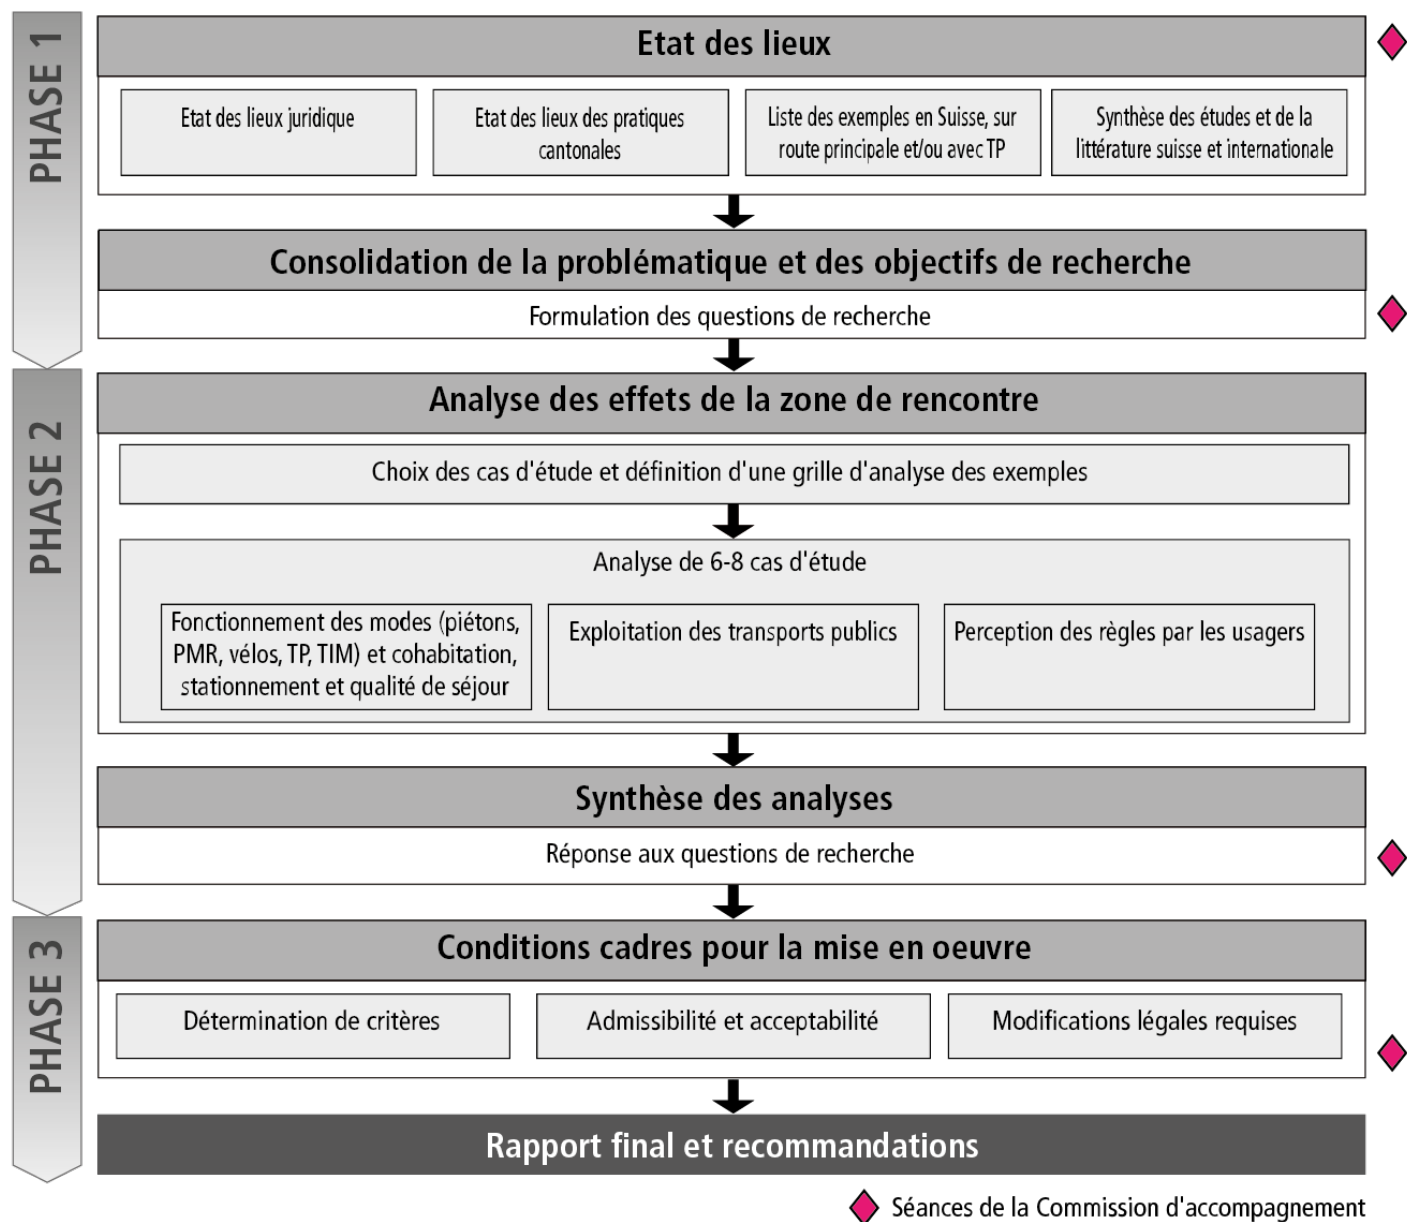 PHASE 1
Etat des lieux
Etat des lieux juridique
Etat des lieux des pratiques
cantonales
Liste des exemples en Suisse, sur
route principale et/ou avec TP
Synthèse des études et de la
littérature suisse et internationale
Consolidation de la problématique et des objectifs de recherche
Formulation des questions de recherche
PHASE 2
Analyse des effets de la zone de rencontre
Choix des cas d'étude et définition d'une grille d'analyse des exemples
Analyse de 6-8 cas d'étude
Fonctionnement des modes (piétons,
PMR, vélos, TP, TIM) et cohabitation,
stationnement et qualité de séjour
Exploitation des transports publics
Perception des règles par les usagers
Synthèse des analyses
Réponse aux questions de recherche
PHASE 3
Conditions cadres pour la mise en oeuvre
Détermination de critères
Admissibilité et acceptabilité
Modifications légales requises
Rapport final et recommandations
Séances de la Commission d'accompagnement